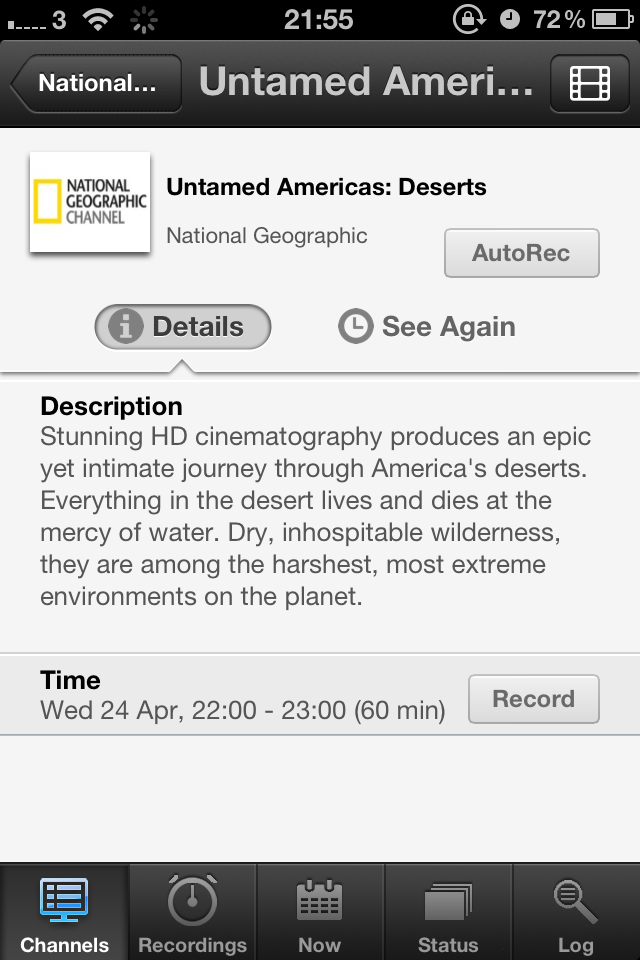 3 21:55 72%
National... Untamed Ameri...
NATIONAL
GEOGRAPHIC
CHANNEL
Untamed Americas: Deserts
National Geographic
AutoRec
Details See Again
Description
Stunning HD cinematography produces an epic
yet intimate journey through America's deserts.
Everything in the desert lives and dies at the
mercy of water. Dry, inhospitable wilderness,
they are among the harshest, most extreme
environments on the planet.
Time
Wed 24 Apr, 22:00 - 23:00 (60 min)
Record
Channels Recordings Now Status Log